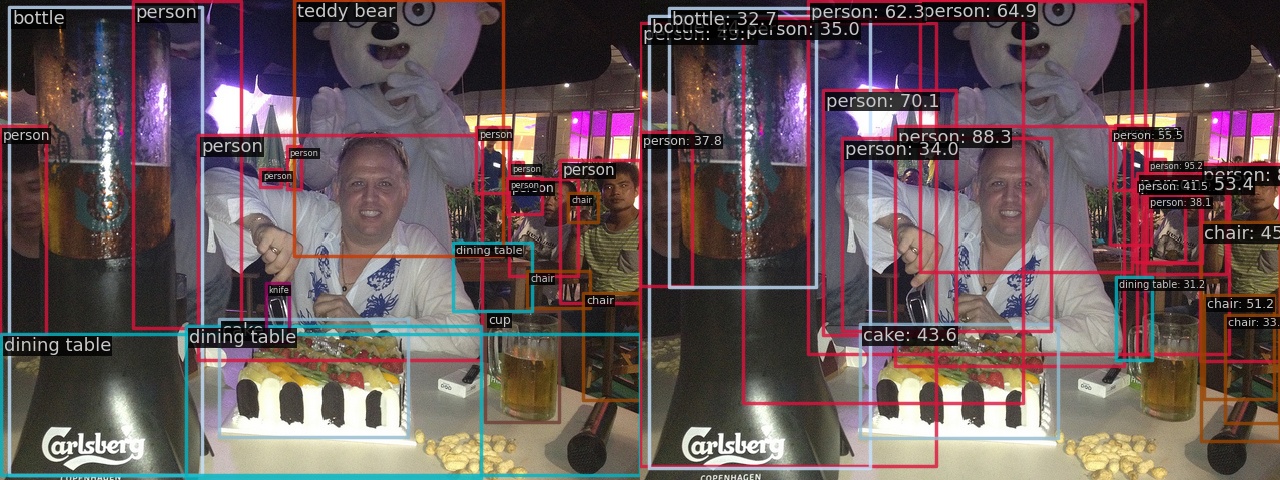 bottle
person
teddy bear
person
person
person
person
person
person
person
person
person
chair
dining table
chair
knife
chair
cup
cake
dining table
dining table
Carlsberg
COPENHAGEN
bottle: 32.7
person: 62.3
person: 64.9
person: 35.0
person: 70.1
person: 37.8
person: 88.3
person: 34.0
person: 55.5
person: 95.2
person: 41.5
53.4
person: 38.1
chair: 45
dining table: 31.2
chair: 51.2
chair: 33.
cake: 43.6
Carlsberg
COPENHAGEN